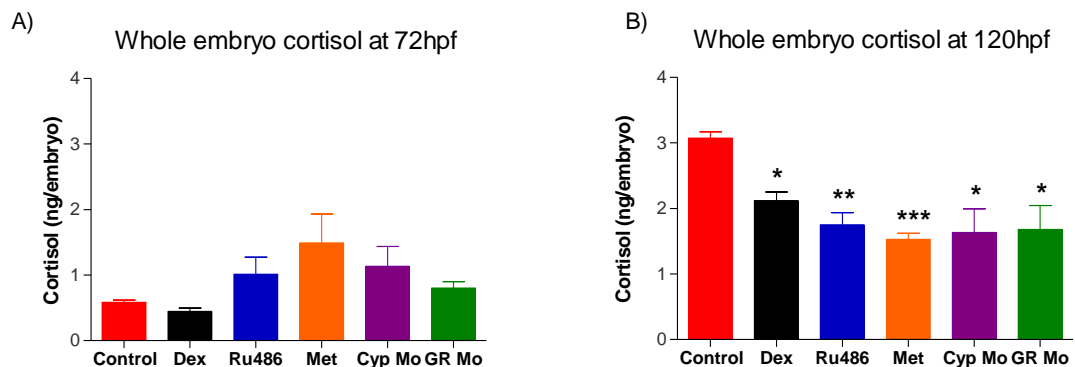 A)
Whole embryo cortisol at 72hpf
Cortisol (ng/embryo)
4
3
2
1
0
Control Dex Ru486 Met Cyp Mo GR Mo
B)
Whole embryo cortisol at 120hpf
Cortisol (ng/embryo)
4
3
2
1
0
* ** *** * *
Control Dex Ru486 Met Cyp Mo GR Mo